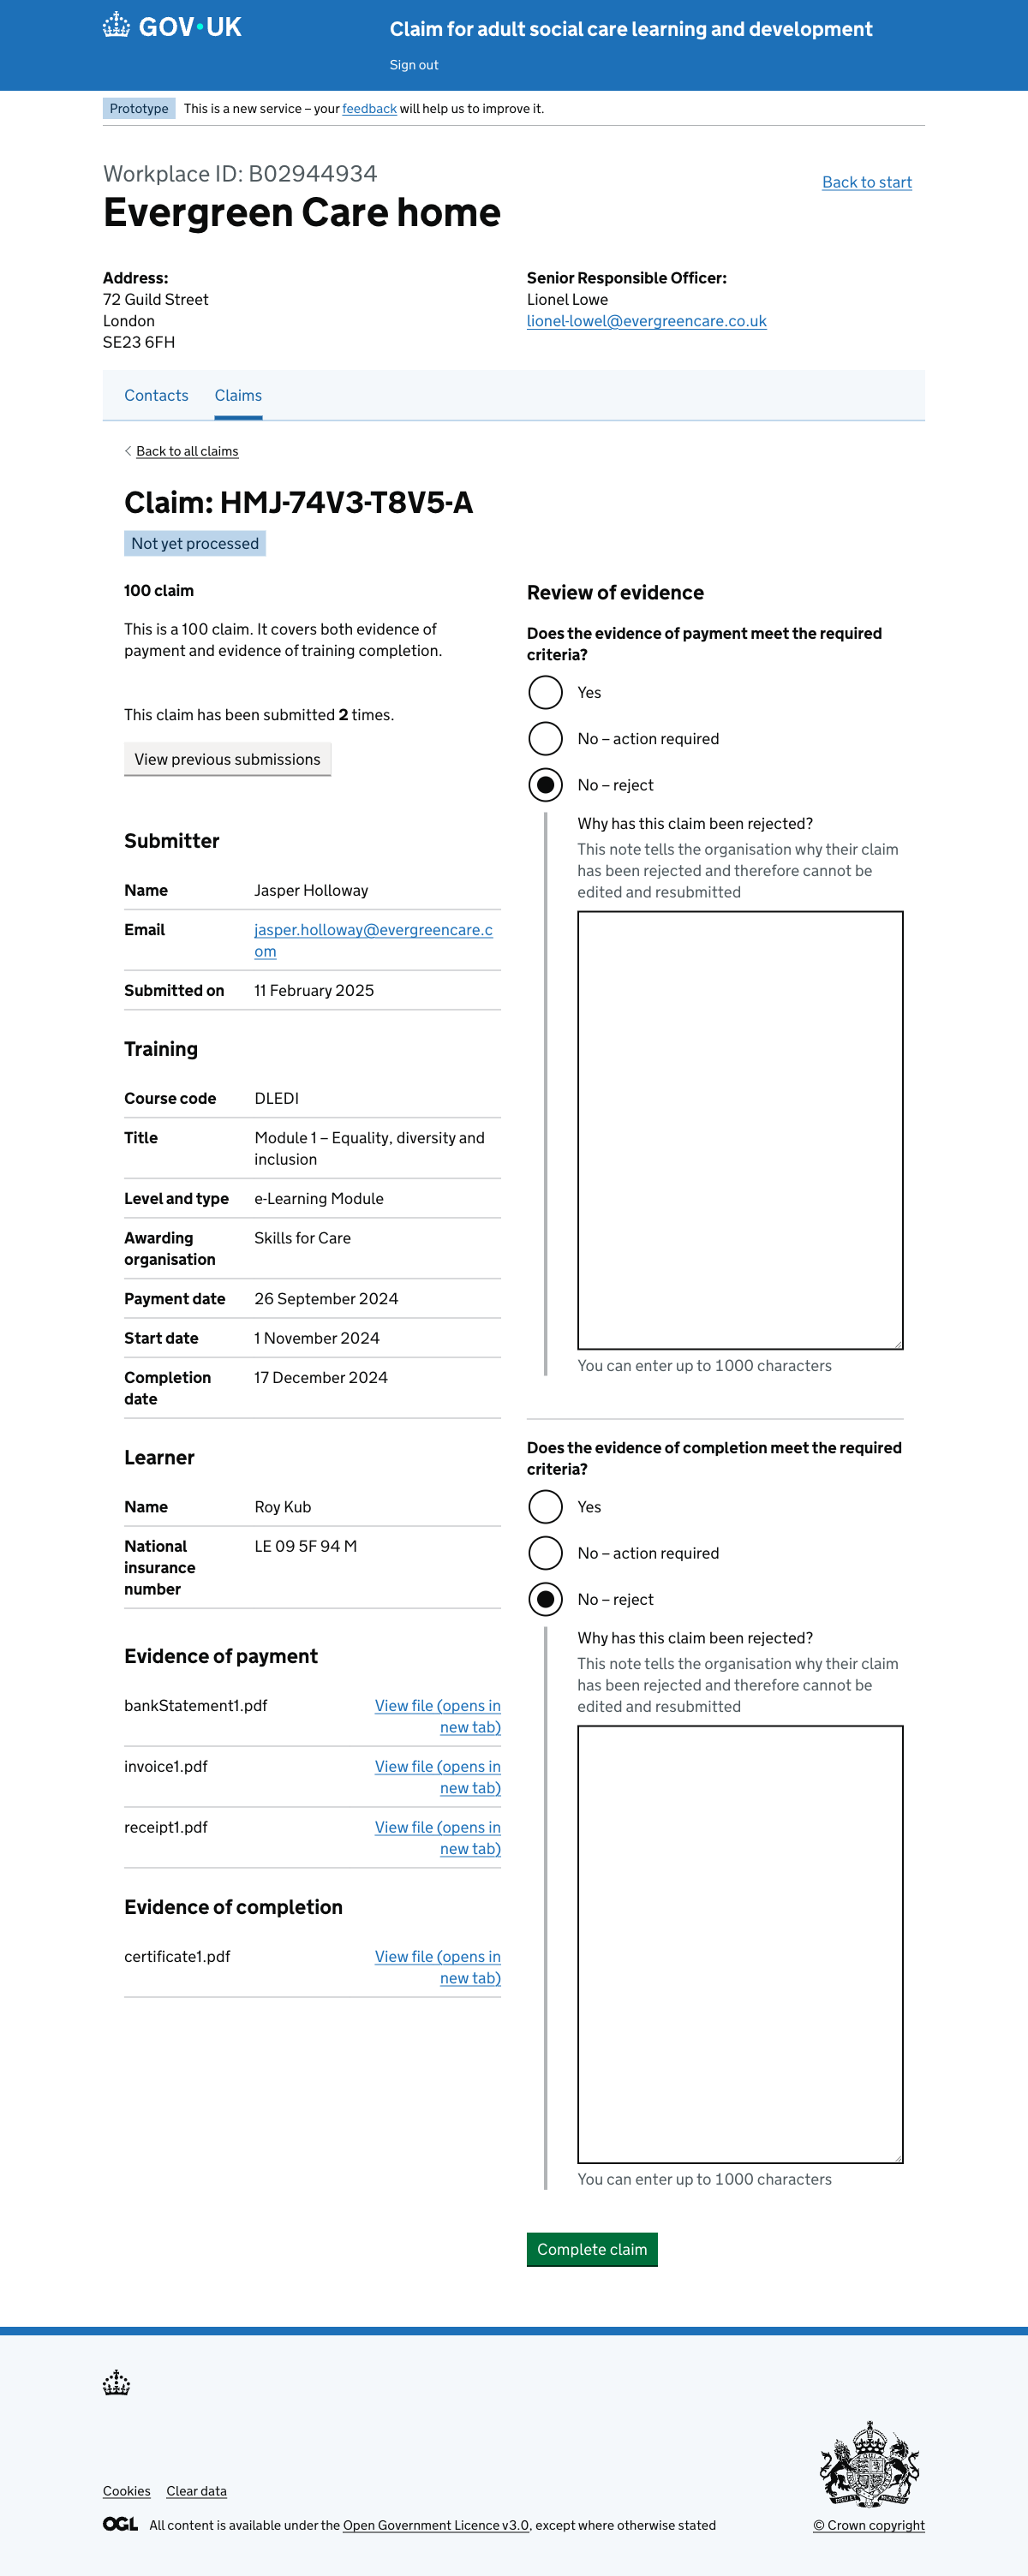 GOV·UK
Claim for adult social care learning and development
Sign out
Prototype
This is a new service – your feedback will help us to improve it.
Workplace ID: B02944934
Evergreen Care home
Back to start
Address:
72 Guild Street
London
SE23 6FH
Senior Responsible Officer:
Lionel Lowe
lionel-lowel@evergreencare.co.uk
Contacts
Claims
Back to all claims
Claim: HMJ-74V3-T8V5-A
Not yet processed
100 claim
This is a 100 claim. It covers both evidence of
payment and evidence of training completion.
This claim has been submitted 2 times.
View previous submissions
Submitter
Name
Jasper Holloway
Email
jasper.holloway@evergreencare.c
om
Submitted on
11 February 2025
Training
Course code
DLEDI
Title
Module 1 – Equality, diversity and
inclusion
Level and type
e-Learning Module
Awarding
organisation
Skills for Care
Payment date
26 September 2024
Start date
1 November 2024
Completion
date
17 December 2024
Learner
Name
Roy Kub
National
insurance
number
LE 09 5F 94 M
Evidence of payment
bankStatement1.pdf
View file (opens in
new tab)
invoice1.pdf
View file (opens in
new tab)
receipt1.pdf
View file (opens in
new tab)
Evidence of completion
certificate1.pdf
View file (opens in
new tab)
Review of evidence
Does the evidence of payment meet the required
criteria?
Yes
No – action required
No – reject
Why has this claim been rejected?
This note tells the organisation why their claim
has been rejected and therefore cannot be
edited and resubmitted
You can enter up to 1000 characters
Does the evidence of completion meet the required
criteria?
Yes
No – action required
No – reject
Why has this claim been rejected?
This note tells the organisation why their claim
has been rejected and therefore cannot be
edited and resubmitted
You can enter up to 1000 characters
Complete claim
Cookies
Clear data
OGL
All content is available under the Open Government Licence v3.0, except where otherwise stated
© Crown copyright